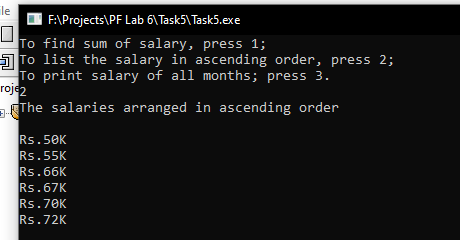 ile
F:\Projects\PF Lab 6\Task5\Task5.exe
To find sum of salary, press 1;
To list the salary in ascending order, press 2;
To print salary of all months; press 3.
2
The salaries arranged in ascending order
roje
Rs.50K
Rs.55K
Rs.66K
Rs.67K
Rs.70K
Rs.72K